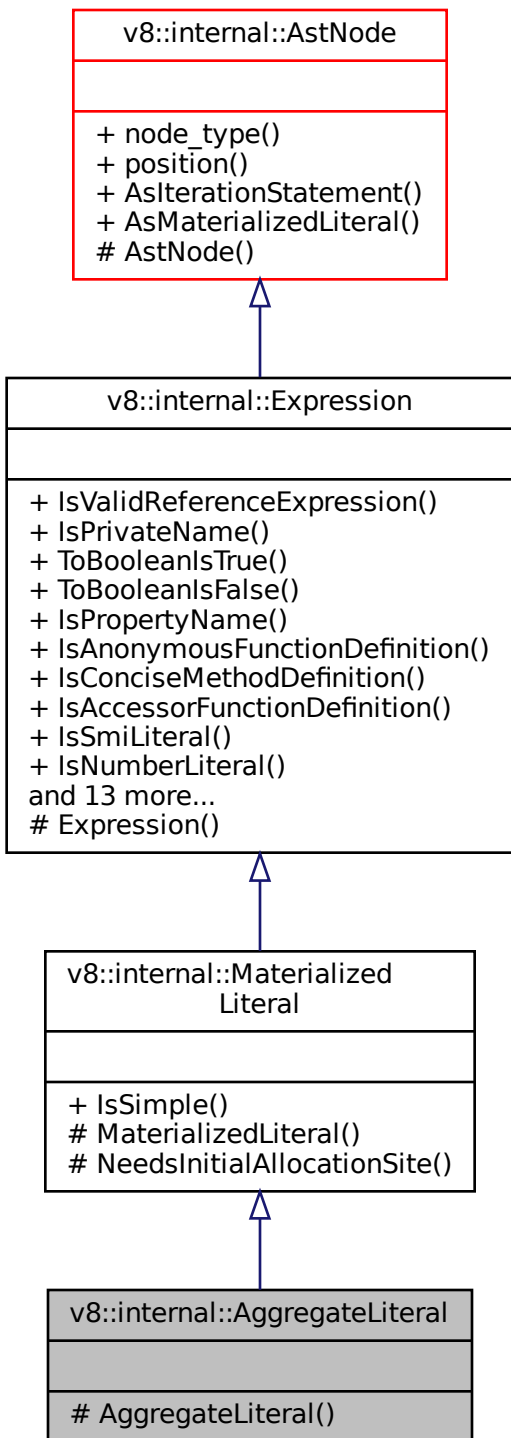 v8::internal::AstNode
+ node_type()
+ position()
+ AsIterationStatement()
+ AsMaterializedLiteral()
# AstNode()
v8::internal::Expression
+ IsValidReferenceExpression()
+ IsPrivateName()
+ ToBooleanIsTrue()
+ ToBooleanIsFalse()
+ IsPropertyName()
+ IsAnonymousFunctionDefinition()
+ IsConciseMethodDefinition()
+ IsAccessorFunctionDefinition()
+ IsSmiLiteral()
+ IsNumberLiteral()
and 13 more...
# Expression()
v8::internal::Materialized
Literal
+ IsSimple()
# MaterializedLiteral()
# NeedsInitialAllocationSite()
v8::internal::AggregateLiteral
# AggregateLiteral()